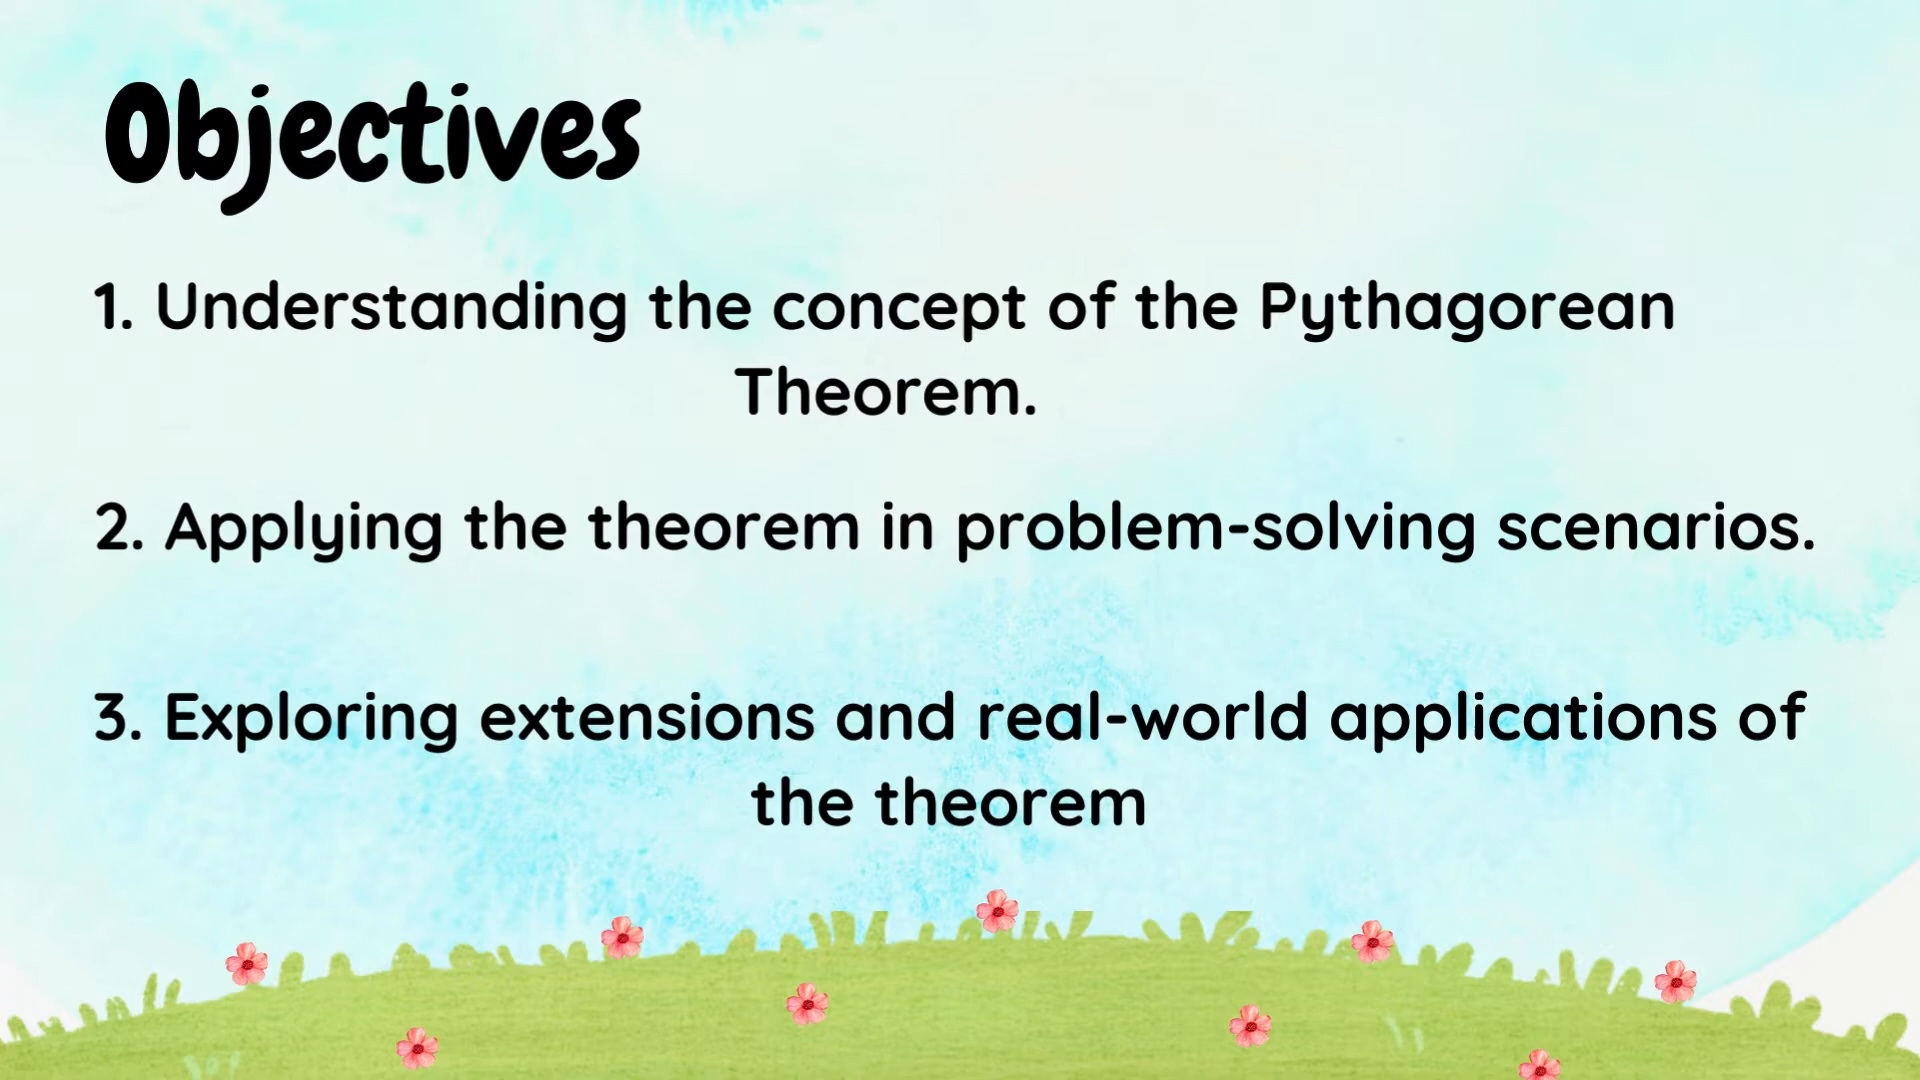 Objectives
1. Understanding the concept of the Pythagorean
Theorem.
2. Applying the theorem in problem-solving scenarios.
3. Exploring extensions and real-world applications of
the theorem